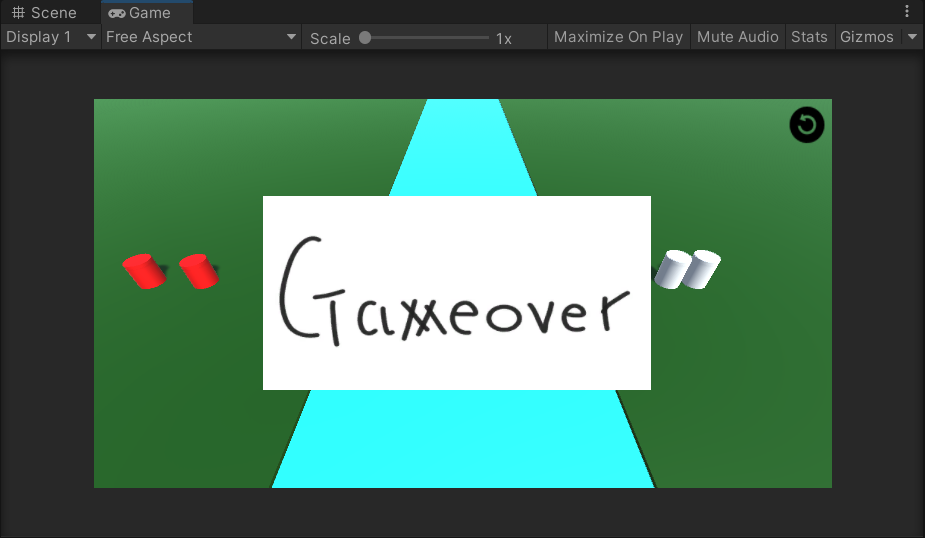 Scene Game
Display 1 Free Aspect Scale 1x Maximize On Play Mute Audio Stats Gizmos
Gameover